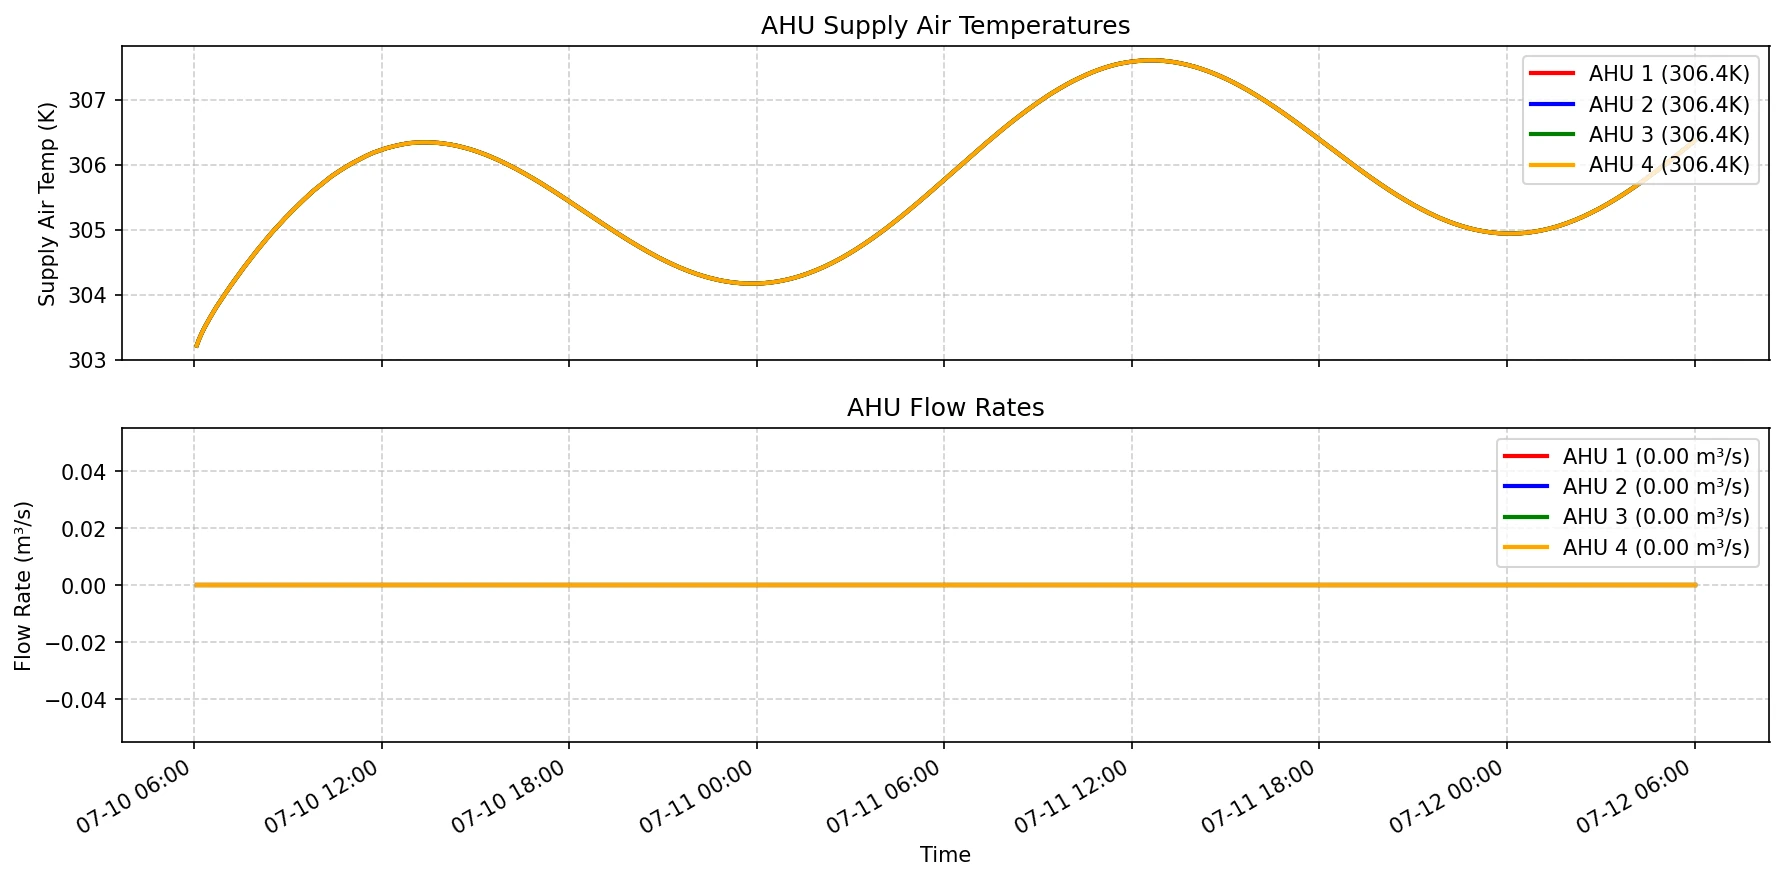 AHU Supply Air Temperatures
Supply Air Temp (K)
307
306
305
304
303
AHU 1 (306.4K)
AHU 2 (306.4K)
AHU 3 (306.4K)
AHU 4 (306.4K)
AHU Flow Rates
Flow Rate (m³/s)
0.04
0.02
0.00
−0.02
−0.04
AHU 1 (0.00 m³/s)
AHU 2 (0.00 m³/s)
AHU 3 (0.00 m³/s)
AHU 4 (0.00 m³/s)
07-10 06:00
07-10 12:00
07-10 18:00
07-11 00:00
07-11 06:00
07-11 12:00
07-11 18:00
07-12 00:00
07-12 06:00
Time